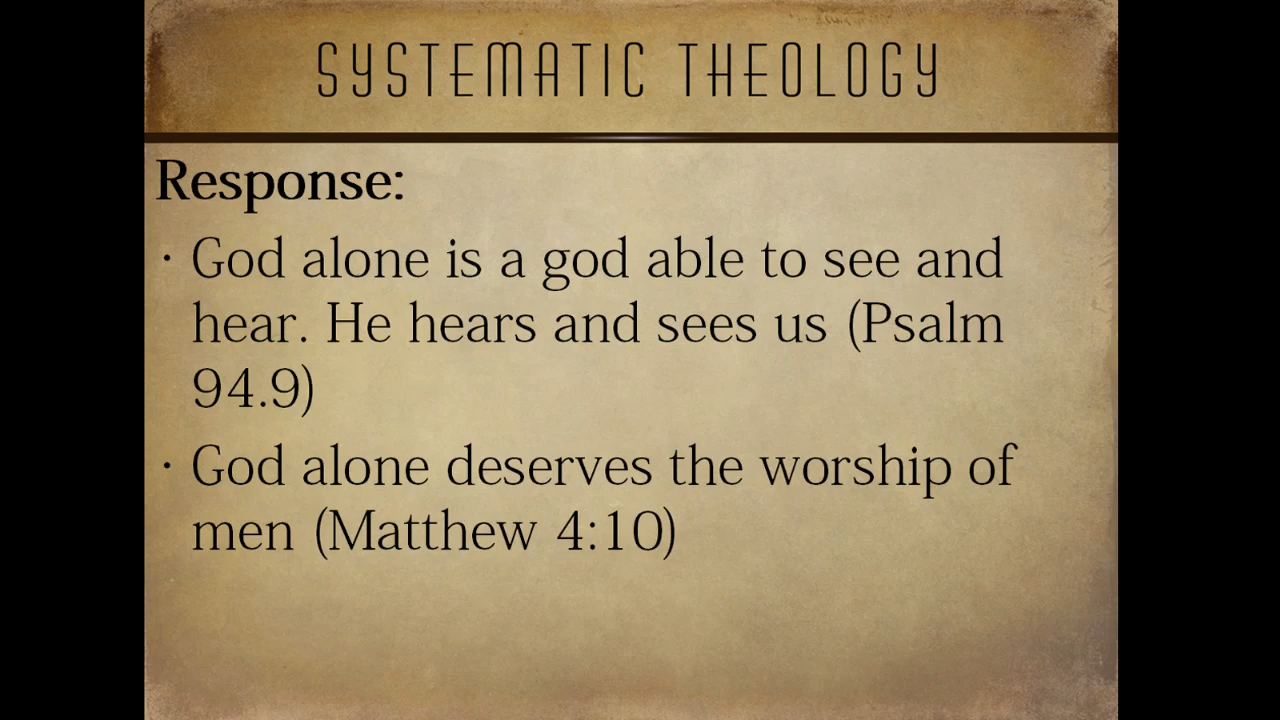 SYSTEMATIC THEOLOGY
Response:
· God alone is a god able to see and
hear. He hears and sees us (Psalm
94.9)
· God alone deserves the worship of
men (Matthew 4:10)